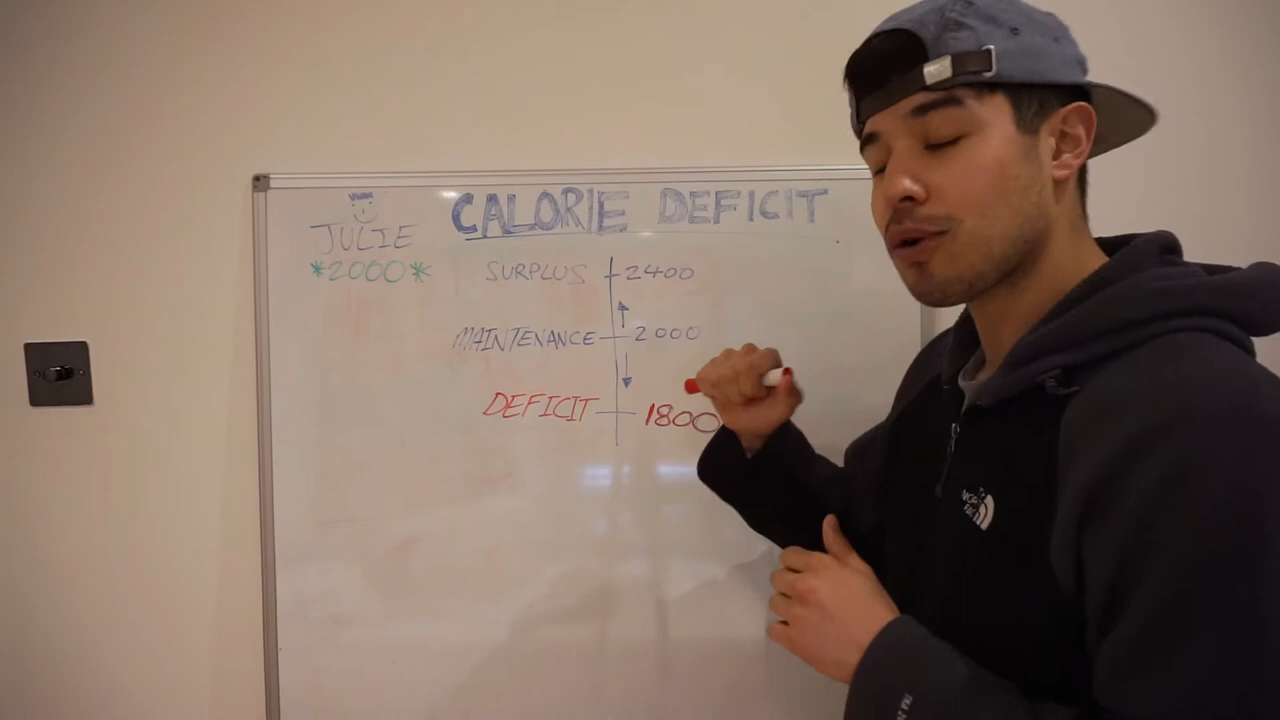 CALORIE DEFICIT
JULIE
*2000*
SURPLUS 2400
MAINTENANCE 2000
DEFICIT 1800